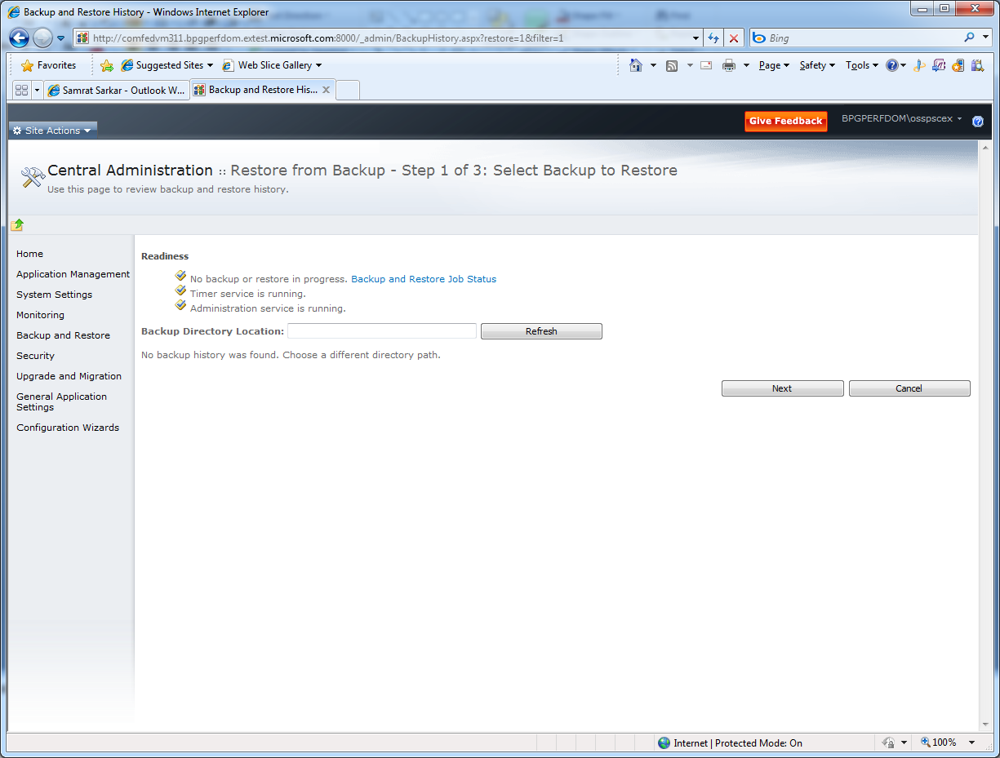 Backup and Restore History - Windows Internet Explorer
http://comfedvm311.bpgperfdom.extest.microsoft.com:8000/_admin/BackupHistory.aspx?restore=1&filter=1
Bing
Favorites
Suggested Sites
Web Slice Gallery
Page
Safety
Tools
Samrat Sarkar - Outlook W...
Backup and Restore His...
Site Actions
Give Feedback
BPGPERFDOM\osspscex
Central Administration :: Restore from Backup - Step 1 of 3: Select Backup to Restore
Use this page to review backup and restore history.
Home
Application Management
System Settings
Monitoring
Backup and Restore
Security
Upgrade and Migration
General Application
Settings
Configuration Wizards
Readiness
No backup or restore in progress. Backup and Restore Job Status
Timer service is running.
Administration service is running.
Backup Directory Location:
Refresh
No backup history was found. Choose a different directory path.
Next
Cancel
Internet | Protected Mode: On
100%